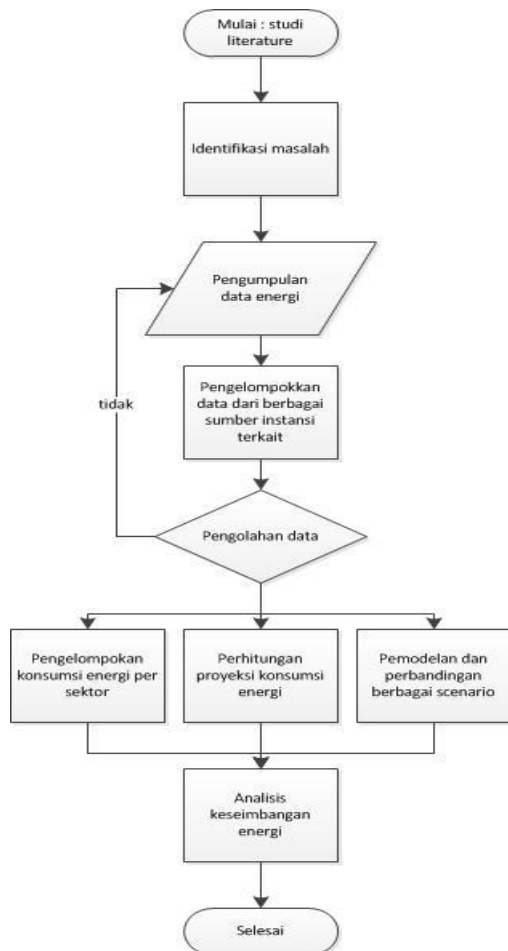 Mulai : studi
literature
Identifikasi masalah
Pengumpulan
data energi
Pengelompokkan
data dari berbagai
sumber instansi
terkait
tidak
Pengolahan data
Pengelompokan
konsumsi energi per
sektor
Perhitungan
proyeksi konsumsi
energi
Pemodelan dan
perbandingan
berbagai scenario
Analisis
keseimbangan
energi
Selesai